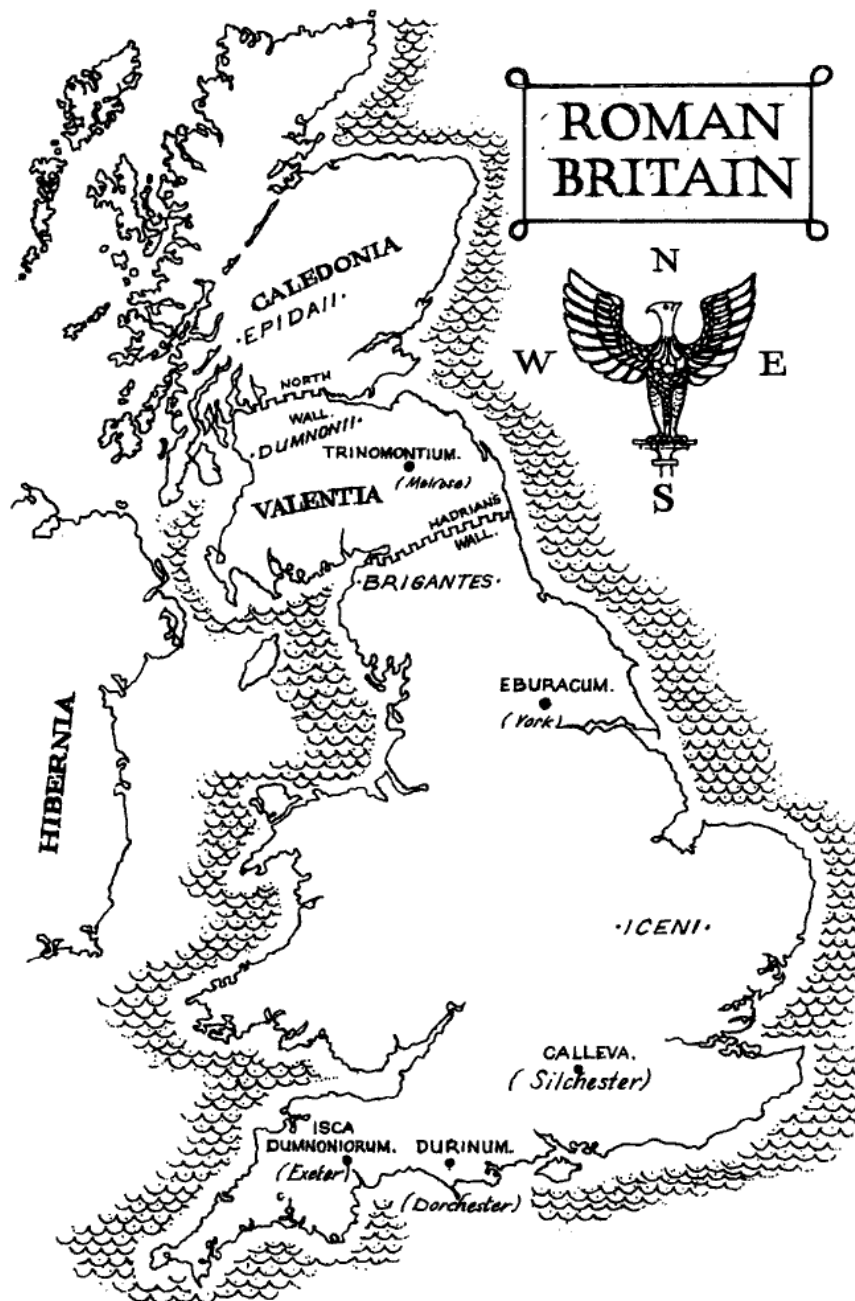 ROMAN
BRITAIN
N
W
E
S
CALEDONIA
·EPIDAII·
NORTH
WALL.
·DUMNONII·
TRINOMONTIUM.
(Melrose)
VALENTIA
HADRIAN'S
WALL.
·BRIGANTES·
EBURACUM.
(York)
HIBERNIA
·ICENI·
CALLEVA.
(Silchester)
ISCA
DUMNONIORUM.
(Exeter)
DURINUM.
(Dorchester)